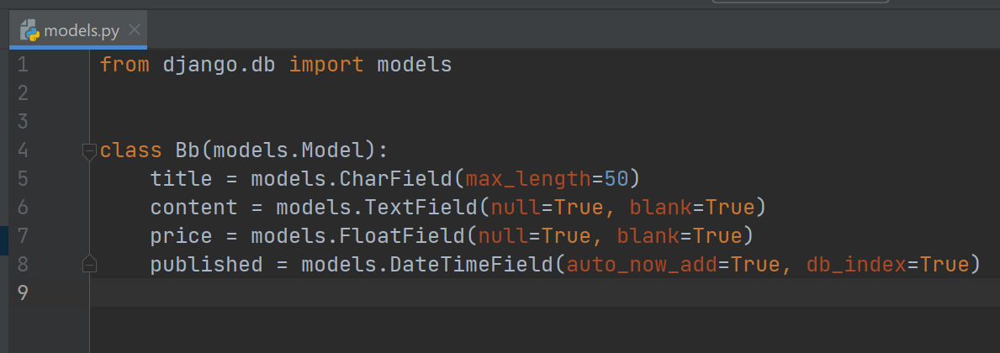 models.py
1 from django.db import models
2
3
4 class Bb(models.Model):
5     title = models.CharField(max_length=50)
6     content = models.TextField(null=True, blank=True)
7     price = models.FloatField(null=True, blank=True)
8     published = models.DateTimeField(auto_now_add=True, db_index=True)
9